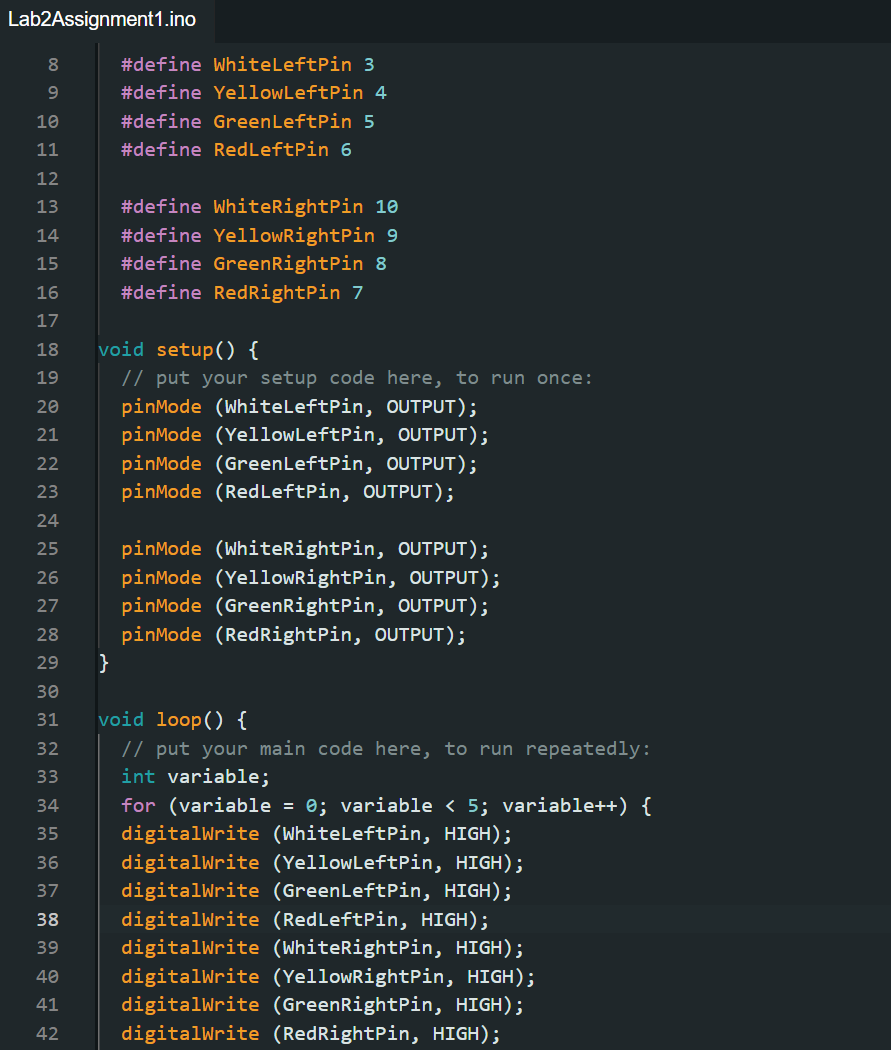 Lab2Assignment1.ino
8 #define WhiteLeftPin 3
9 #define YellowLeftPin 4
10 #define GreenLeftPin 5
11 #define RedLeftPin 6
12
13 #define WhiteRightPin 10
14 #define YellowRightPin 9
15 #define GreenRightPin 8
16 #define RedRightPin 7
17
18 void setup() {
19 // put your setup code here, to run once:
20 pinMode (WhiteLeftPin, OUTPUT);
21 pinMode (YellowLeftPin, OUTPUT);
22 pinMode (GreenLeftPin, OUTPUT);
23 pinMode (RedLeftPin, OUTPUT);
24
25 pinMode (WhiteRightPin, OUTPUT);
26 pinMode (YellowRightPin, OUTPUT);
27 pinMode (GreenRightPin, OUTPUT);
28 pinMode (RedRightPin, OUTPUT);
29 }
30
31 void loop() {
32 // put your main code here, to run repeatedly:
33 int variable;
34 for (variable = 0; variable < 5; variable++) {
35 digitalWrite (WhiteLeftPin, HIGH);
36 digitalWrite (YellowLeftPin, HIGH);
37 digitalWrite (GreenLeftPin, HIGH);
38 digitalWrite (RedLeftPin, HIGH);
39 digitalWrite (WhiteRightPin, HIGH);
40 digitalWrite (YellowRightPin, HIGH);
41 digitalWrite (GreenRightPin, HIGH);
42 digitalWrite (RedRightPin, HIGH);